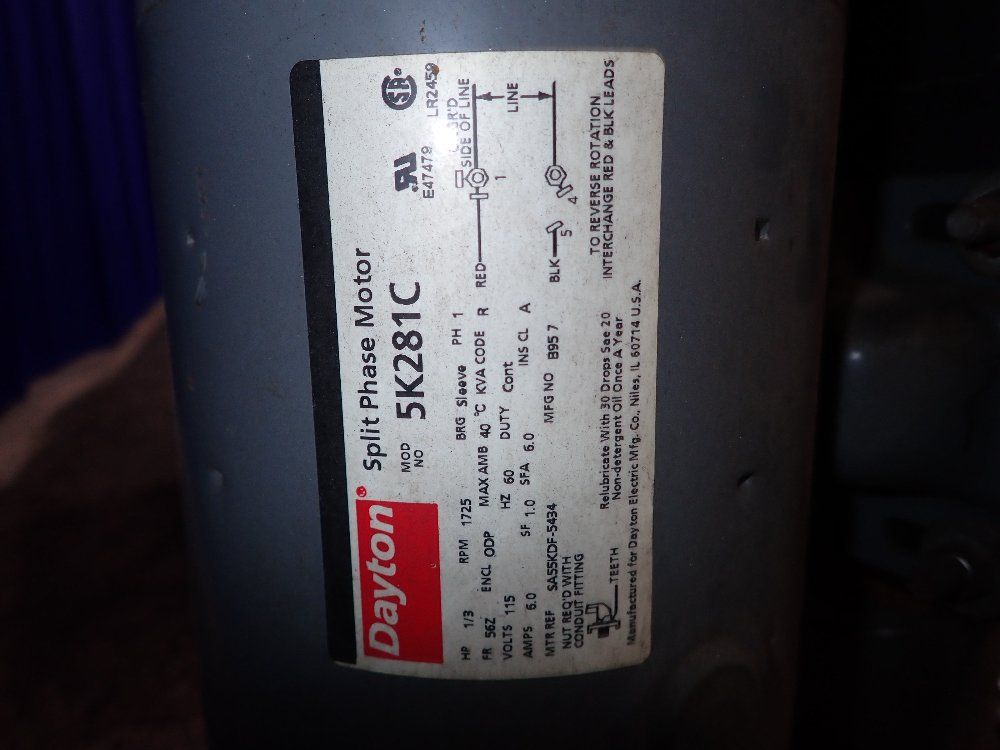 Dayton®
Split Phase Motor
MOD NO 5K281C
E47479
LR2459
HP 1/3 RPM 1725 BRG Sleeve PH 1
FR 56Z ENCL ODP MAX AMB 40 °C KVA CODE R
VOLTS 115 HZ 60 DUTY Cont
AMPS 6.0 SF 1.0 SFA 6.0 INS CL A
MTR REF SA55KDF-5434 MFG NO B95 7
NUT REQ'D WITH
CONDUIT FITTING
TEETH
Relubricate With 30 Drops Sae 20
Non-detergent Oil Once A Year
Manufactured for Dayton Electric Mfg. Co., Niles, IL 60714 U.S.A.
SIDE OF LINE
RED
1
LINE
BLK
5
4
TO REVERSE ROTATION
INTERCHANGE RED & BLK LEADS